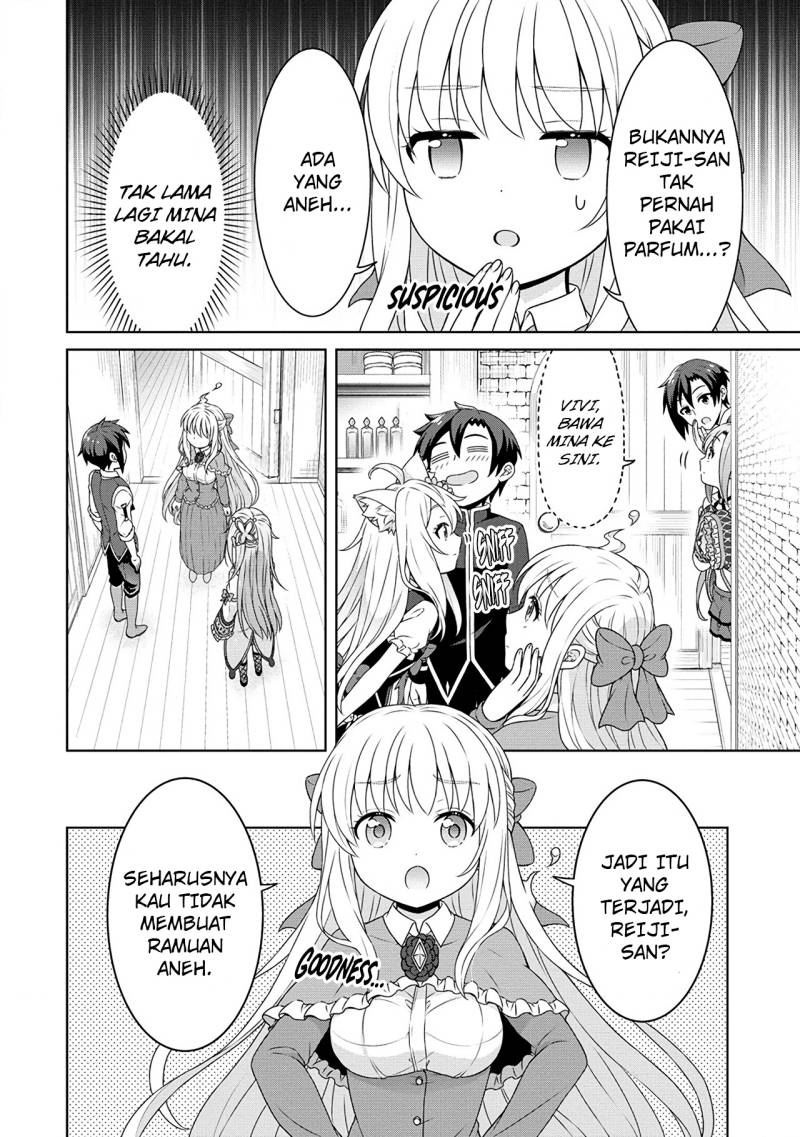 BUKANNYA
REIJI-SAN
TAK
PERNAH
PAKAI
PARFUM...?
ADA
YANG
ANEH...
SUSPICIOUS
TAK LAMA
LAGI MINA
BAKAL
TAHU.
VIVI,
BAWA
MINA KE
SINI.
SNIFF
SNIFF
JADI ITU
YANG
TERJADI,
REIJI-
SAN?
SEHARUSNYA
KAU TIDAK
MEMBUAT
RAMUAN
ANEH.
GOODNESS...